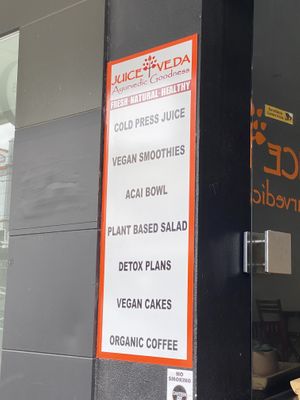 JUICE VEDA
Ayurvedic Goodness
FRESH NATURAL HEALTHY
COLD PRESS JUICE
VEGAN SMOOTHIES
ACAI BOWL
PLANT BASED SALAD
DETOX PLANS
VEGAN CAKES
ORGANIC COFFEE
NO
SMOKING